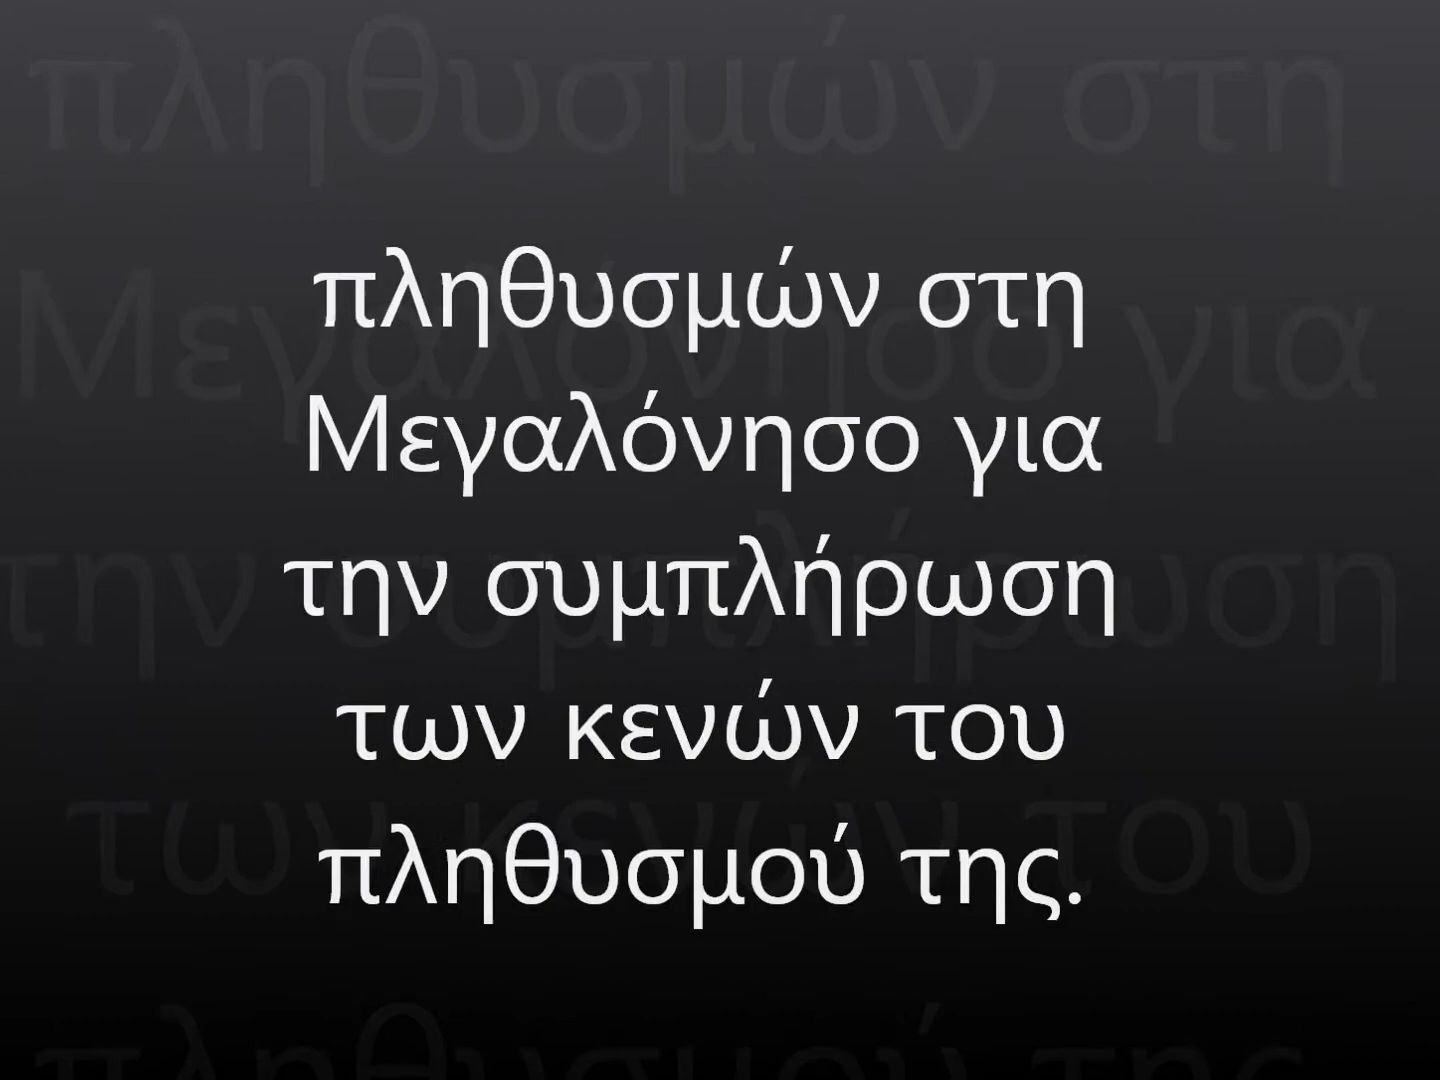 πληθυσμών στη
Μεγαλόνησο για
την συμπλήρωση
των κενών του
πληθυσμού της.